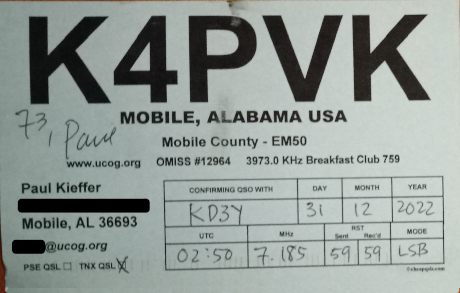 K4PVK
73, Paul
MOBILE, ALABAMA USA
Mobile County - EM50
www.ucog.org OMISS #12964 3973.0 KHz Breakfast Club 759
Paul Kieffer
Mobile, AL 36693
@ucog.org
PSE QSL TNX QSL X
CONFIRMING QSO WITH DAY MONTH YEAR
KD3Y 31 12 2022
UTC MHz RST Sent Rec'd MODE
02:50 7.185 59 59 LSB
©cheapqsls.com